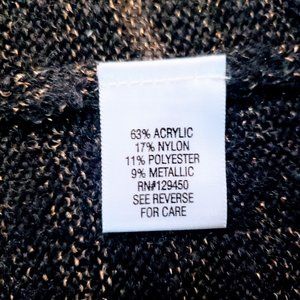 63% ACRYLIC
17% NYLON
11% POLYESTER
9% METALLIC
RN#129450
SEE REVERSE
FOR CARE